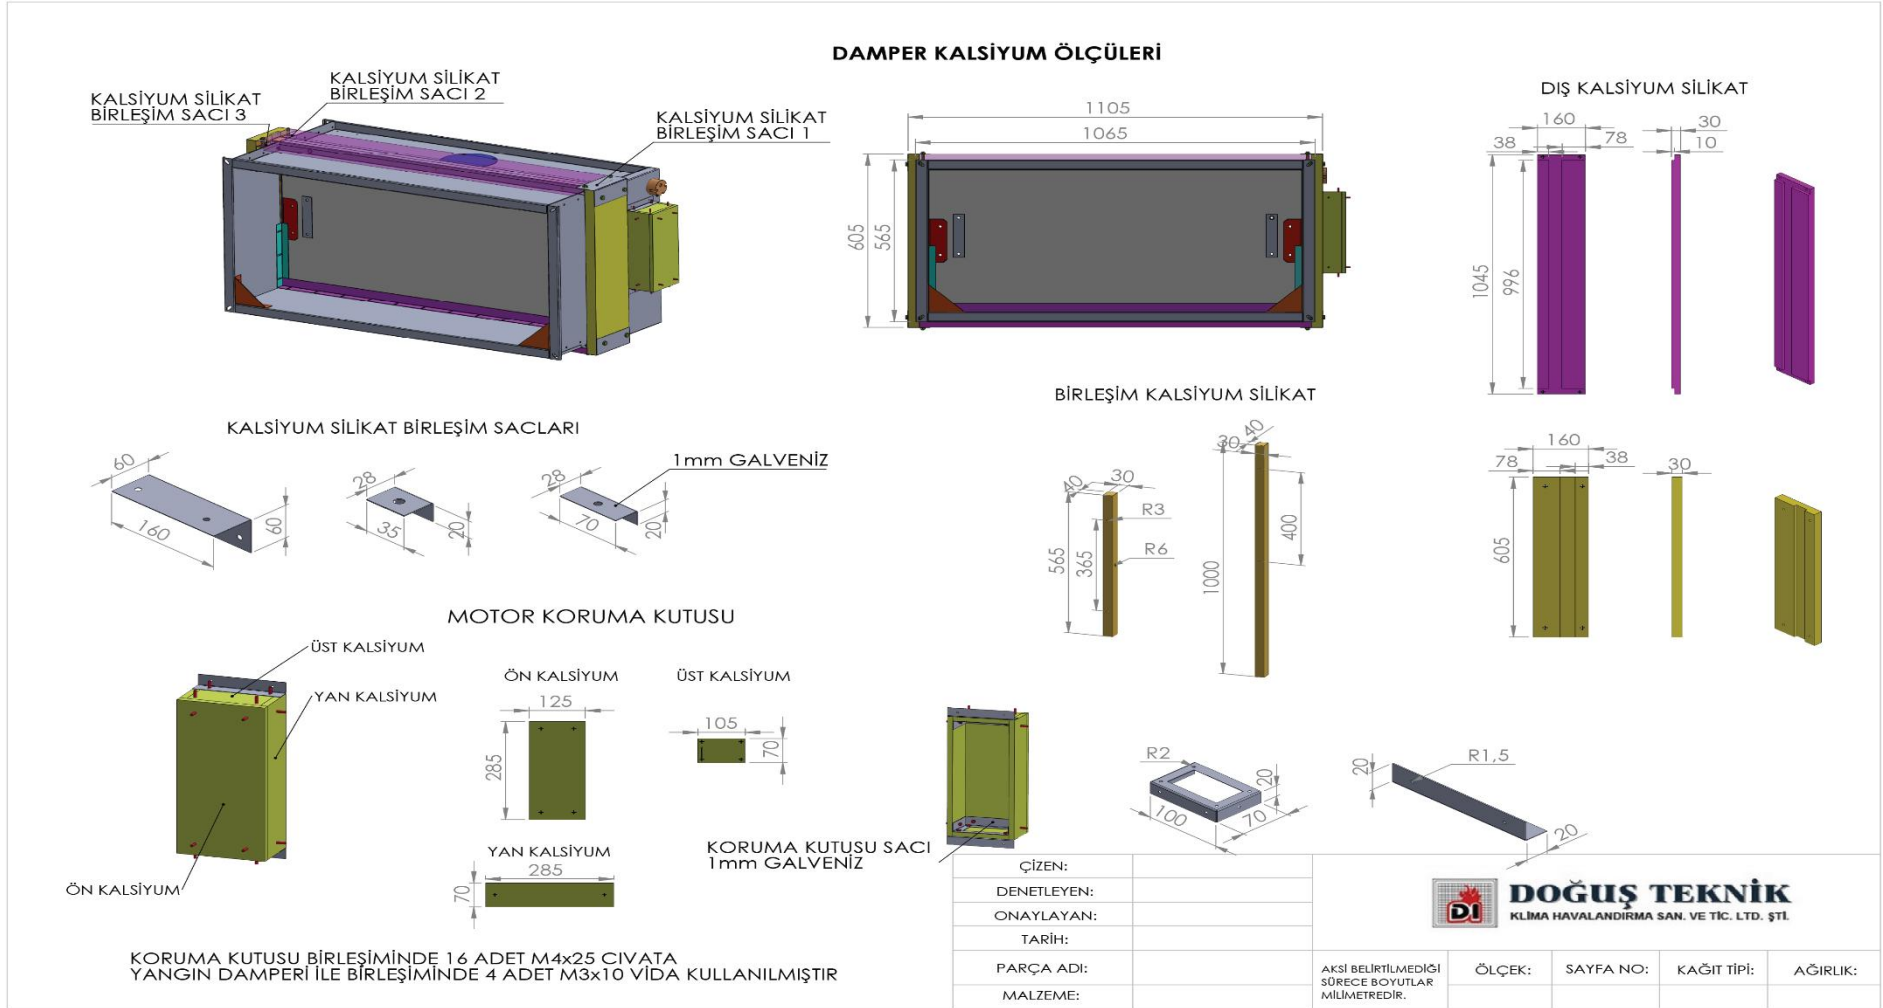 DAMPER KALSİYUM ÖLÇÜLERİ
KALSİYUM SİLİKAT
BİRLEŞİM SACI 3
KALSİYUM SİLİKAT
BİRLEŞİM SACI 2
KALSİYUM SİLİKAT
BİRLEŞİM SACI 1
1105
1065
605
565
DIŞ KALSİYUM SİLİKAT
160
38
78
30
10
1045
996
KALSİYUM SİLİKAT BİRLEŞİM SACLARI
60
160
60
28
35
20
28
70
20
1mm GALVENİZ
BİRLEŞİM KALSİYUM SİLİKAT
40
30
R3
R6
565
365
30
40
400
1000
160
78
38
30
605
MOTOR KORUMA KUTUSU
ÜST KALSİYUM
YAN KALSİYUM
ÖN KALSİYUM
ÖN KALSİYUM
125
285
ÜST KALSİYUM
105
70
YAN KALSİYUM
285
70
KORUMA KUTUSU SACI
1mm GALVENİZ
R2
20
100
70
20
R1,5
20
KORUMA KUTUSU BİRLEŞİMİNDE 16 ADET M4x25 CIVATA
YANGIN DAMPERİ İLE BİRLEŞİMİNDE 4 ADET M3x10 VİDA KULLANILMIŞTIR
ÇİZEN:
DENETLEYEN:
ONAYLAYAN:
TARİH:
PARÇA ADI:
MALZEME:
DI
DOĞUŞ TEKNİK
KLİMA HAVALANDIRMA SAN. VE TİC. LTD. ŞTİ.
AKSİ BELİRTİLMEDİĞİ
SÜRECE BOYUTLAR
MİLİMETREDİR.
ÖLÇEK:
SAYFA NO:
KAĞIT TİPİ:
AĞIRLIK: